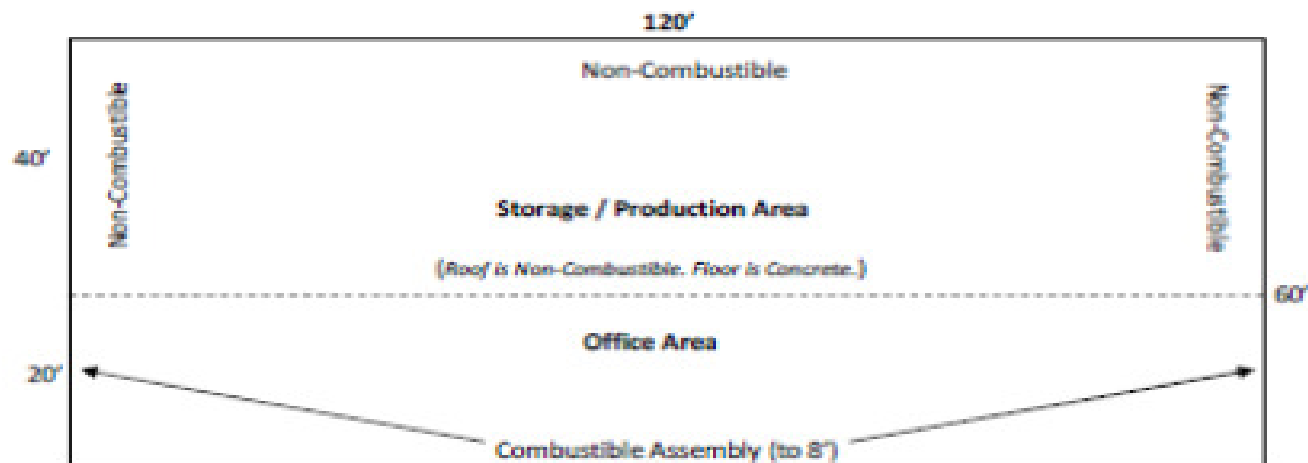 120'
Non-Combustible
Non-Combustible
Non-Combustible
40'
Storage / Production Area
(Roof is Non-Combustible. Floor is Concrete.)
60'
Office Area
20'
Combustible Assembly (to 8')